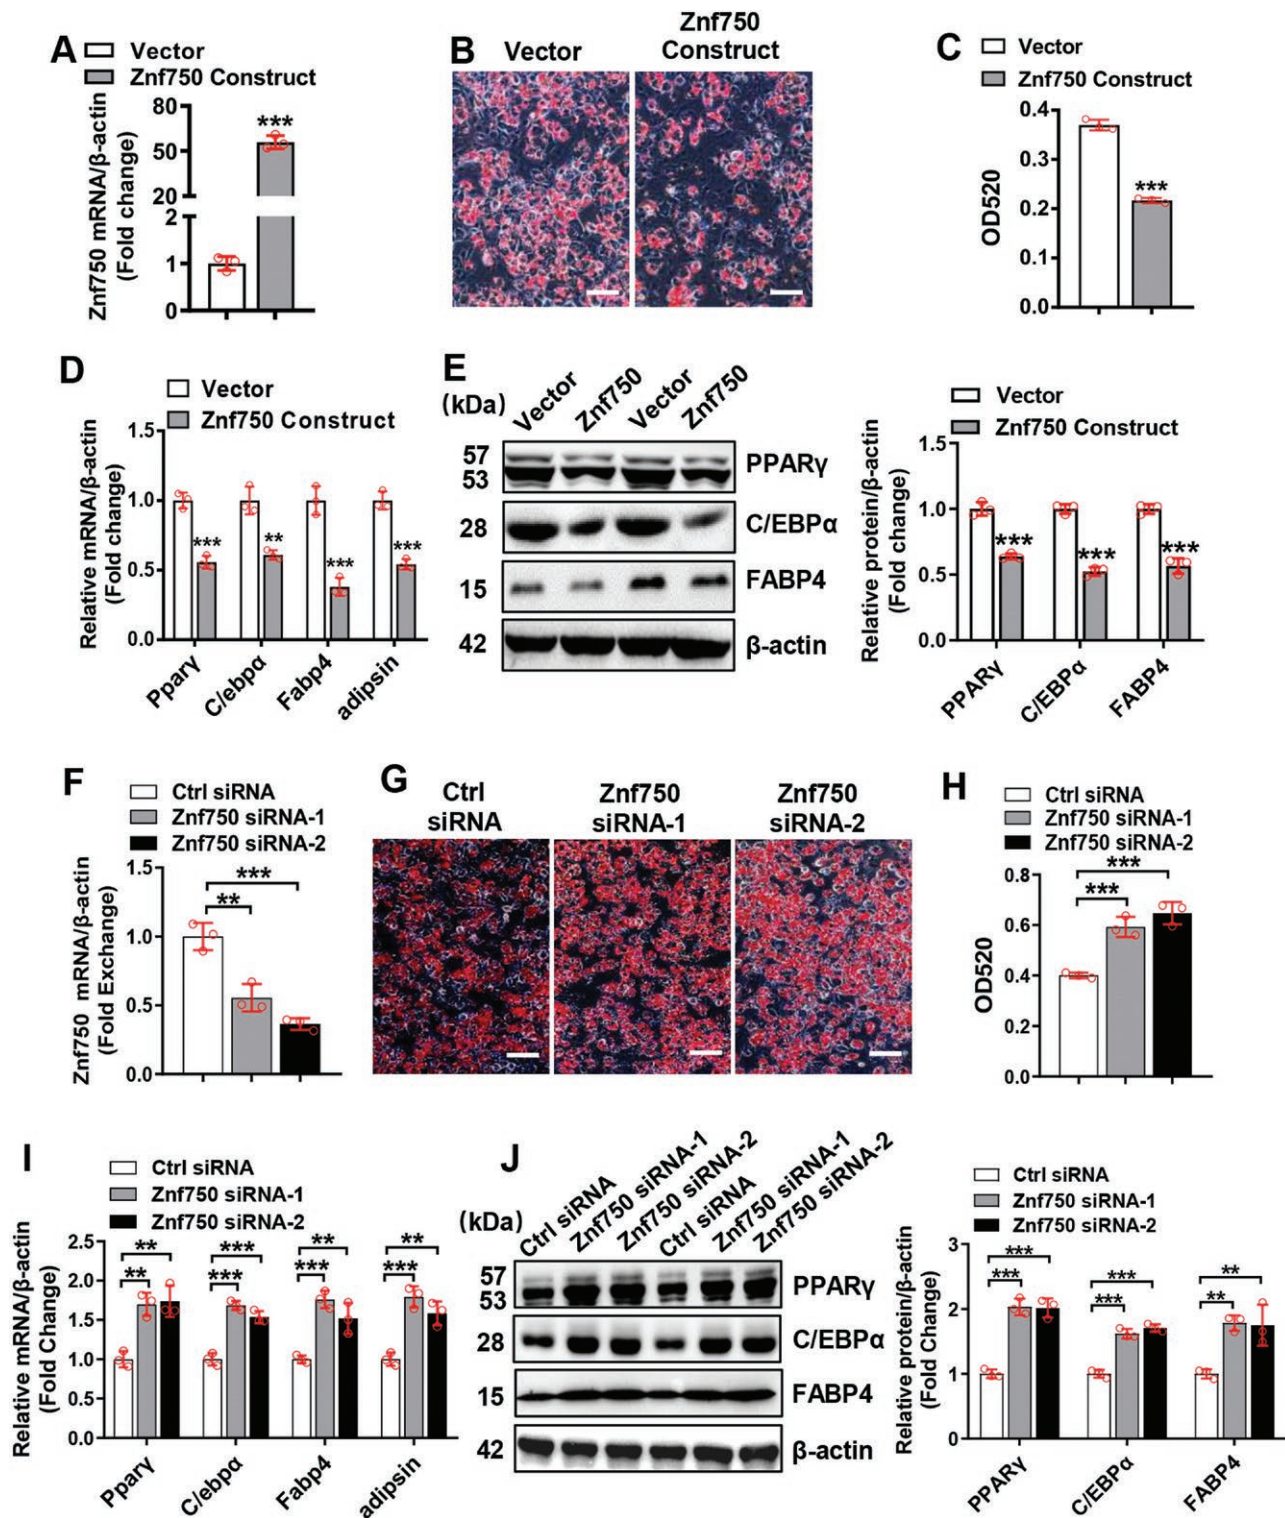 A
Vector
Znf750 Construct
Znf750 mRNA/β-actin
(Fold change)
80
50
20
2
1
0
***
B
Vector
Znf750
Construct
C
Vector
Znf750 Construct
OD520
0.4
0.3
0.2
0.1
0.0
***
D
Vector
Znf750 Construct
Relative mRNA/β-actin
(Fold change)
1.5
1.0
0.5
0.0
***
**
***
***
Pparγ
C/ebpα
Fabp4
adipsin
E
(kDa)
Vector
Znf750
Vector
Znf750
57
53
PPARγ
28
C/EBPα
15
FABP4
42
β-actin
Vector
Znf750 Construct
Relative protein/β-actin
(Fold change)
1.5
1.0
0.5
0.0
***
***
***
PPARγ
C/EBPα
FABP4
F
Ctrl siRNA
Znf750 siRNA-1
Znf750 siRNA-2
Znf750 mRNA/β-actin
(Fold Exchange)
1.5
1.0
0.5
0.0
***
**
G
Ctrl
siRNA
Znf750
siRNA-1
Znf750
siRNA-2
H
Ctrl siRNA
Znf750 siRNA-1
Znf750 siRNA-2
OD520
0.8
0.6
0.4
0.2
0.0
***
***
I
Ctrl siRNA
Znf750 siRNA-1
Znf750 siRNA-2
Relative mRNA/β-actin
(Fold Change)
2.5
2.0
1.5
1.0
0.5
0.0
**
**
***
***
**
***
**
***
Pparγ
C/ebpα
Fabp4
adipsin
J
(kDa)
Ctrl siRNA
Znf750 siRNA-1
Znf750 siRNA-2
Ctrl siRNA
Znf750 siRNA-1
Znf750 siRNA-2
57
53
PPARγ
28
C/EBPα
15
FABP4
42
β-actin
Ctrl siRNA
Znf750 siRNA-1
Znf750 siRNA-2
Relative protein/β-actin
(Fold Change)
3
2
1
0
***
***
***
***
**
**
PPARγ
C/EBPα
FABP4